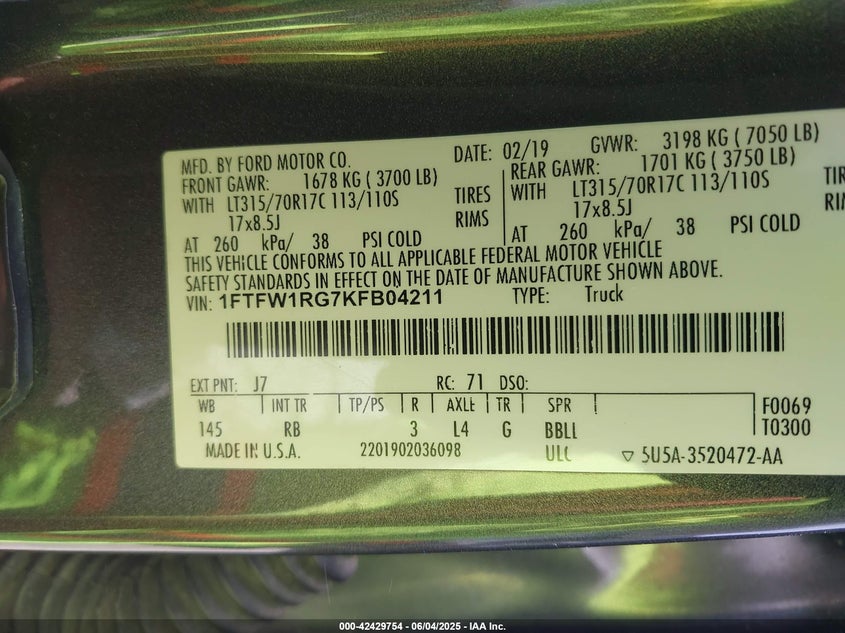 MFD. BY FORD MOTOR CO. DATE: 02/19 GVWR: 3198 KG ( 7050 LB)
FRONT GAWR: 1678 KG ( 3700 LB) REAR GAWR: 1701 KG ( 3750 LB)
WITH LT315/70R17C 113/110S TIRES WITH LT315/70R17C 113/110S
17x8.5J RIMS 17x8.5J
AT 260 kPa/ 38 PSI COLD AT 260 kPa/ 38 PSI COLD
THIS VEHICLE CONFORMS TO ALL APPLICABLE FEDERAL MOTOR VEHICLE
SAFETY STANDARDS IN EFFECT ON THE DATE OF MANUFACTURE SHOWN ABOVE.
VIN: 1FTFW1RG7KFB04211 TYPE: Truck
EXT PNT: J7 RC: 71 DSO:
WB INT TR TP/PS R AXLE TR SPR F0069
145 RB 3 L4 G BBLL T0300
MADE IN U.S.A. 2201902036098 ULC ▽ 5U5A-3520472-AA
000-42429754 - 06/04/2025 - IAA Inc.